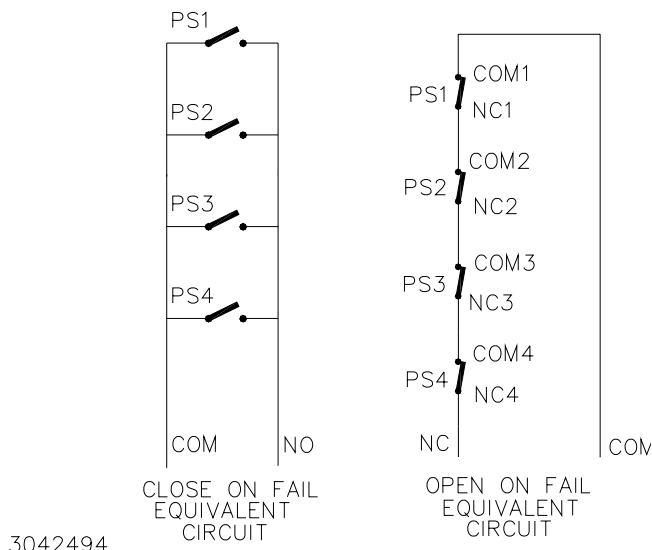 PS1
PS2
PS3
PS4
COM
NO
CLOSE ON FAIL
EQUIVALENT
CIRCUIT
PS1
COM1
NC1
PS2
COM2
NC2
PS3
COM3
NC3
PS4
COM4
NC4
NC
COM
OPEN ON FAIL
EQUIVALENT
CIRCUIT
3042494